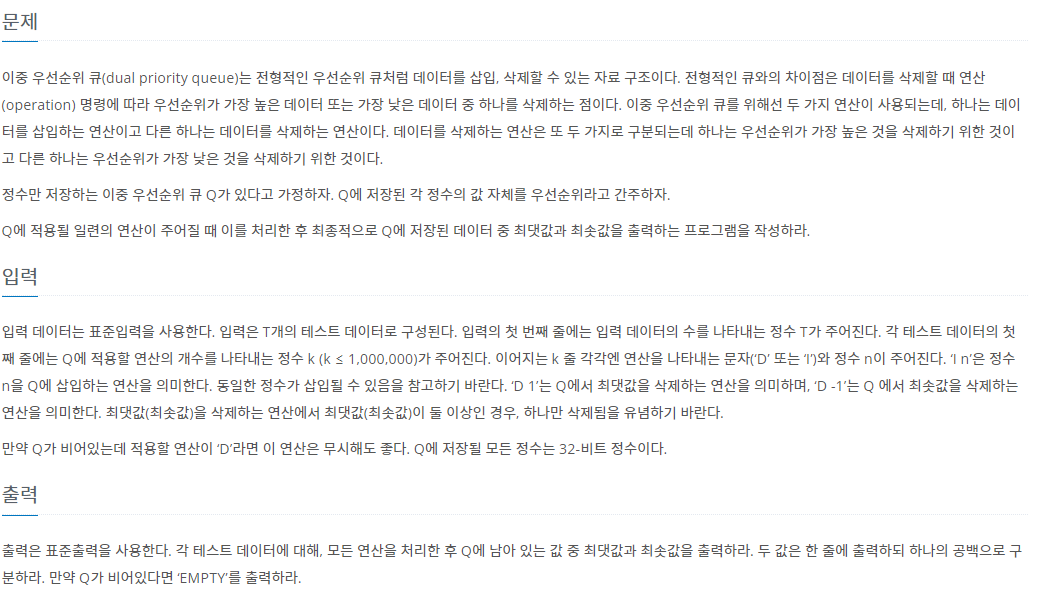 문제
이중 우선순위 큐(dual priority queue)는 전형적인 우선순위 큐처럼 데이터를 삽입, 삭제할 수 있는 자료 구조이다. 전형적인 큐와의 차이점은 데이터를 삭제할 때 연산
(operation) 명령에 따라 우선순위가 가장 높은 데이터 또는 가장 낮은 데이터 중 하나를 삭제하는 점이다. 이중 우선순위 큐를 위해선 두 가지 연산이 사용되는데, 하나는 데이
터를 삽입하는 연산이고 다른 하나는 데이터를 삭제하는 연산이다. 데이터를 삭제하는 연산은 또 두 가지로 구분되는데 하나는 우선순위가 가장 높은 것을 삭제하기 위한 것이
고 다른 하나는 우선순위가 가장 낮은 것을 삭제하기 위한 것이다.
정수만 저장하는 이중 우선순위 큐 Q가 있다고 가정하자. Q에 저장된 각 정수의 값 자체를 우선순위라고 간주하자.
Q에 적용될 일련의 연산이 주어질 때 이를 처리한 후 최종적으로 Q에 저장된 데이터 중 최댓값과 최솟값을 출력하는 프로그램을 작성하라.
입력
입력 데이터는 표준입력을 사용한다. 입력은 T개의 테스트 데이터로 구성된다. 입력의 첫 번째 줄에는 입력 데이터의 수를 나타내는 정수 T가 주어진다. 각 테스트 데이터의 첫
째 줄에는 Q에 적용할 연산의 개수를 나타내는 정수 k (k ≤ 1,000,000)가 주어진다. 이어지는 k 줄 각각엔 연산을 나타내는 문자(‘D’ 또는 ‘I’)와 정수 n이 주어진다. ‘I n’은 정수
n을 Q에 삽입하는 연산을 의미한다. 동일한 정수가 삽입될 수 있음을 참고하기 바란다. ‘D 1’는 Q에서 최댓값을 삭제하는 연산을 의미하며, ‘D -1’는 Q 에서 최솟값을 삭제하는
연산을 의미한다. 최댓값(최솟값)을 삭제하는 연산에서 최댓값(최솟값)이 둘 이상인 경우, 하나만 삭제됨을 유념하기 바란다.
만약 Q가 비어있는데 적용할 연산이 ‘D’라면 이 연산은 무시해도 좋다. Q에 저장될 모든 정수는 32-비트 정수이다.
출력
출력은 표준출력을 사용한다. 각 테스트 데이터에 대해, 모든 연산을 처리한 후 Q에 남아 있는 값 중 최댓값과 최솟값을 출력하라. 두 값은 한 줄에 출력하되 하나의 공백으로 구
분하라. 만약 Q가 비어있다면 ‘EMPTY’를 출력하라.